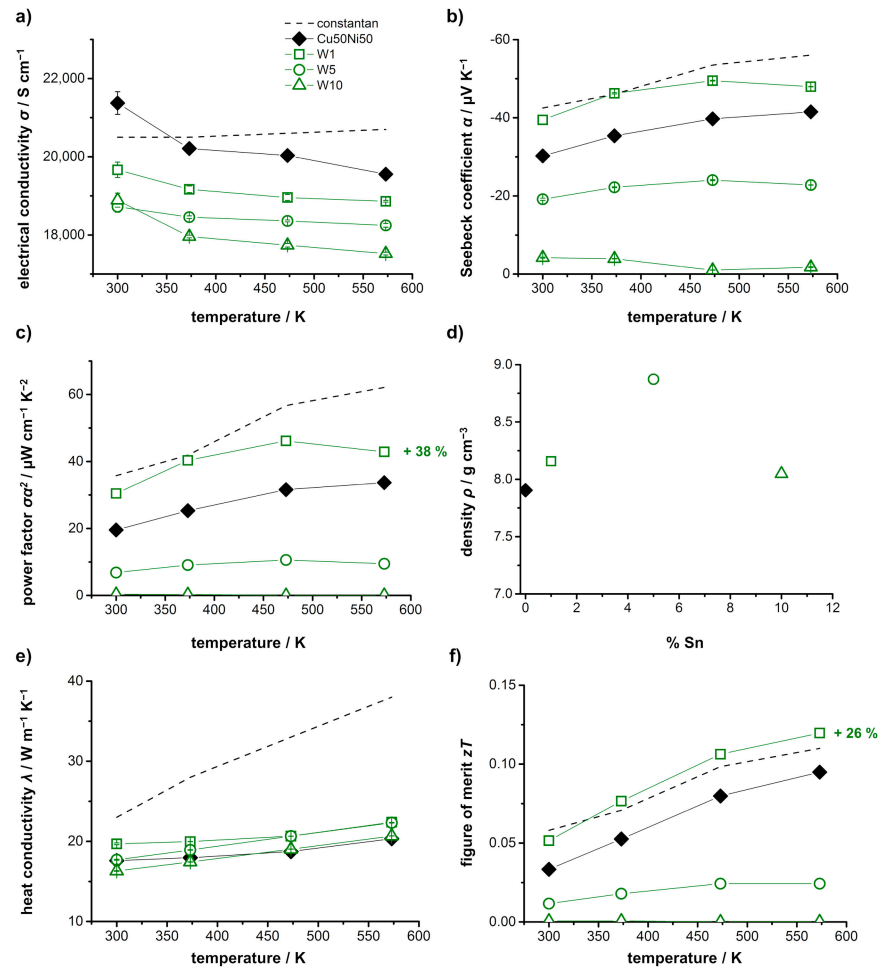 a)
constantan
Cu50Ni50
W1
W5
W10
22,000
20,000
18,000
electrical conductivity σ / S cm⁻¹
300 350 400 450 500 550 600
temperature / K
b)
-60
-40
-20
0
Seebeck coefficient α / µV K⁻¹
300 350 400 450 500 550 600
temperature / K
c)
60
40
20
0
power factor σα² / µW cm⁻¹ K⁻²
+ 38 %
300 350 400 450 500 550 600
temperature / K
d)
9.0
8.5
8.0
7.5
7.0
density ρ / g cm⁻³
0 2 4 6 8 10 12
% Sn
e)
40
30
20
10
heat conductivity λ / W m⁻¹ K⁻¹
300 350 400 450 500 550 600
temperature / K
f)
0.15
0.10
0.05
0.00
figure of merit zT
+ 26 %
300 350 400 450 500 550 600
temperature / K